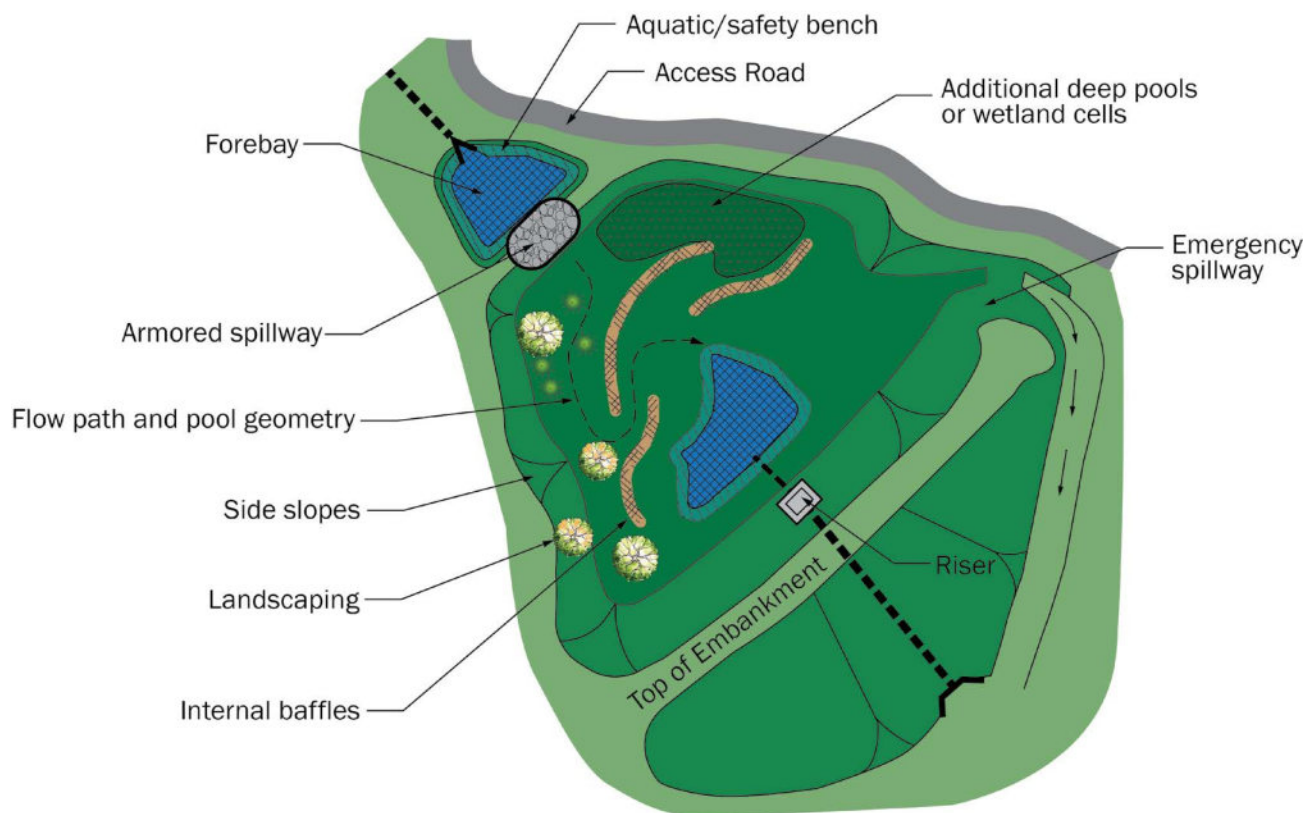 Aquatic/safety bench
Access Road
Additional deep pools
or wetland cells
Forebay
Emergency
spillway
Armored spillway
Flow path and pool geometry
Side slopes
Riser
Landscaping
Top of Embankment
Internal baffles